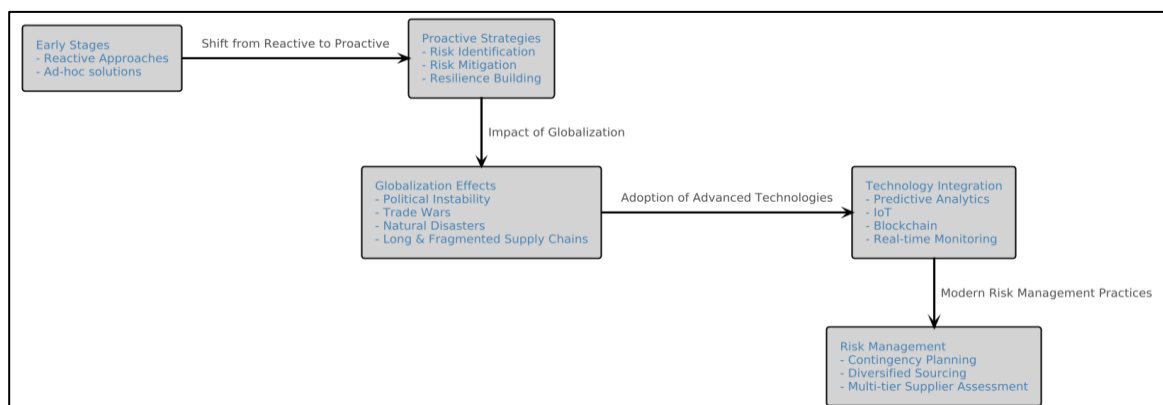 Early Stages
- Reactive Approaches
- Ad-hoc solutions
Shift from Reactive to Proactive
Proactive Strategies
- Risk Identification
- Risk Mitigation
- Resilience Building
Impact of Globalization
Globalization Effects
- Political Instability
- Trade Wars
- Natural Disasters
- Long & Fragmented Supply Chains
Adoption of Advanced Technologies
Technology Integration
- Predictive Analytics
- IoT
- Blockchain
- Real-time Monitoring
Modern Risk Management Practices
Risk Management
- Contingency Planning
- Diversified Sourcing
- Multi-tier Supplier Assessment